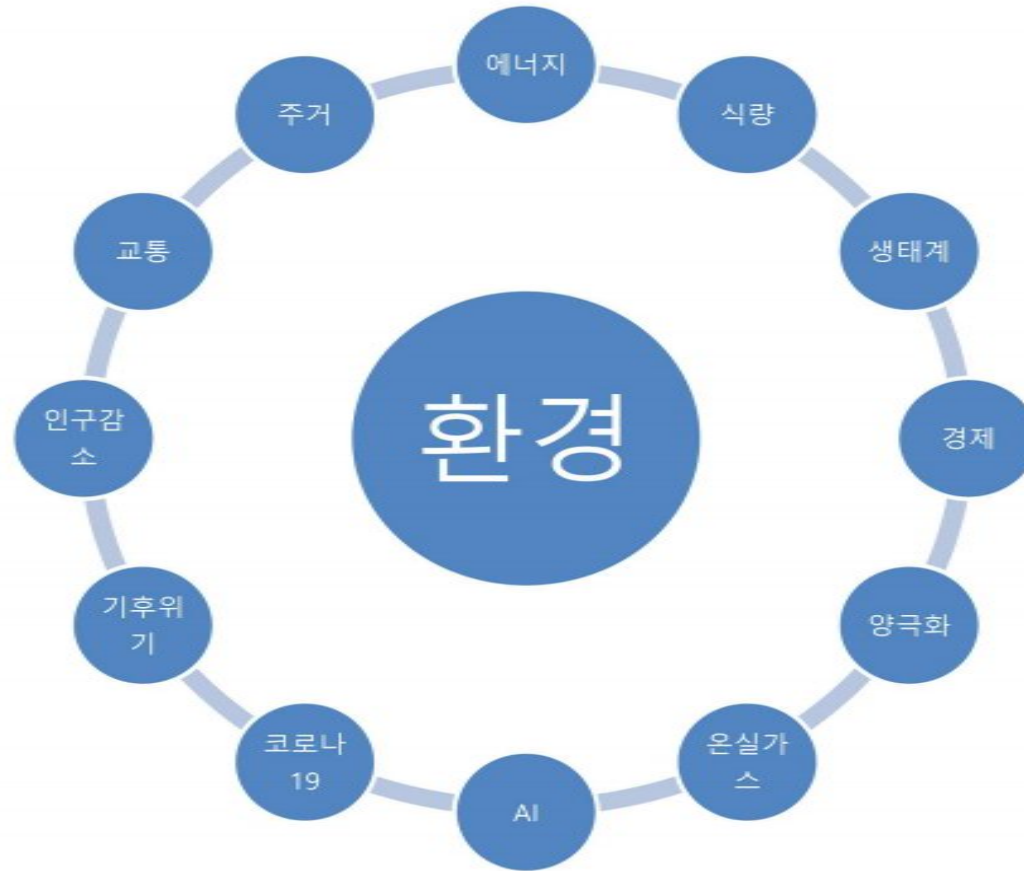 에너지
식량
생태계
경제
양극화
온실가
스
AI
코로나
19
기후위
기
인구감
소
교통
주거
환경